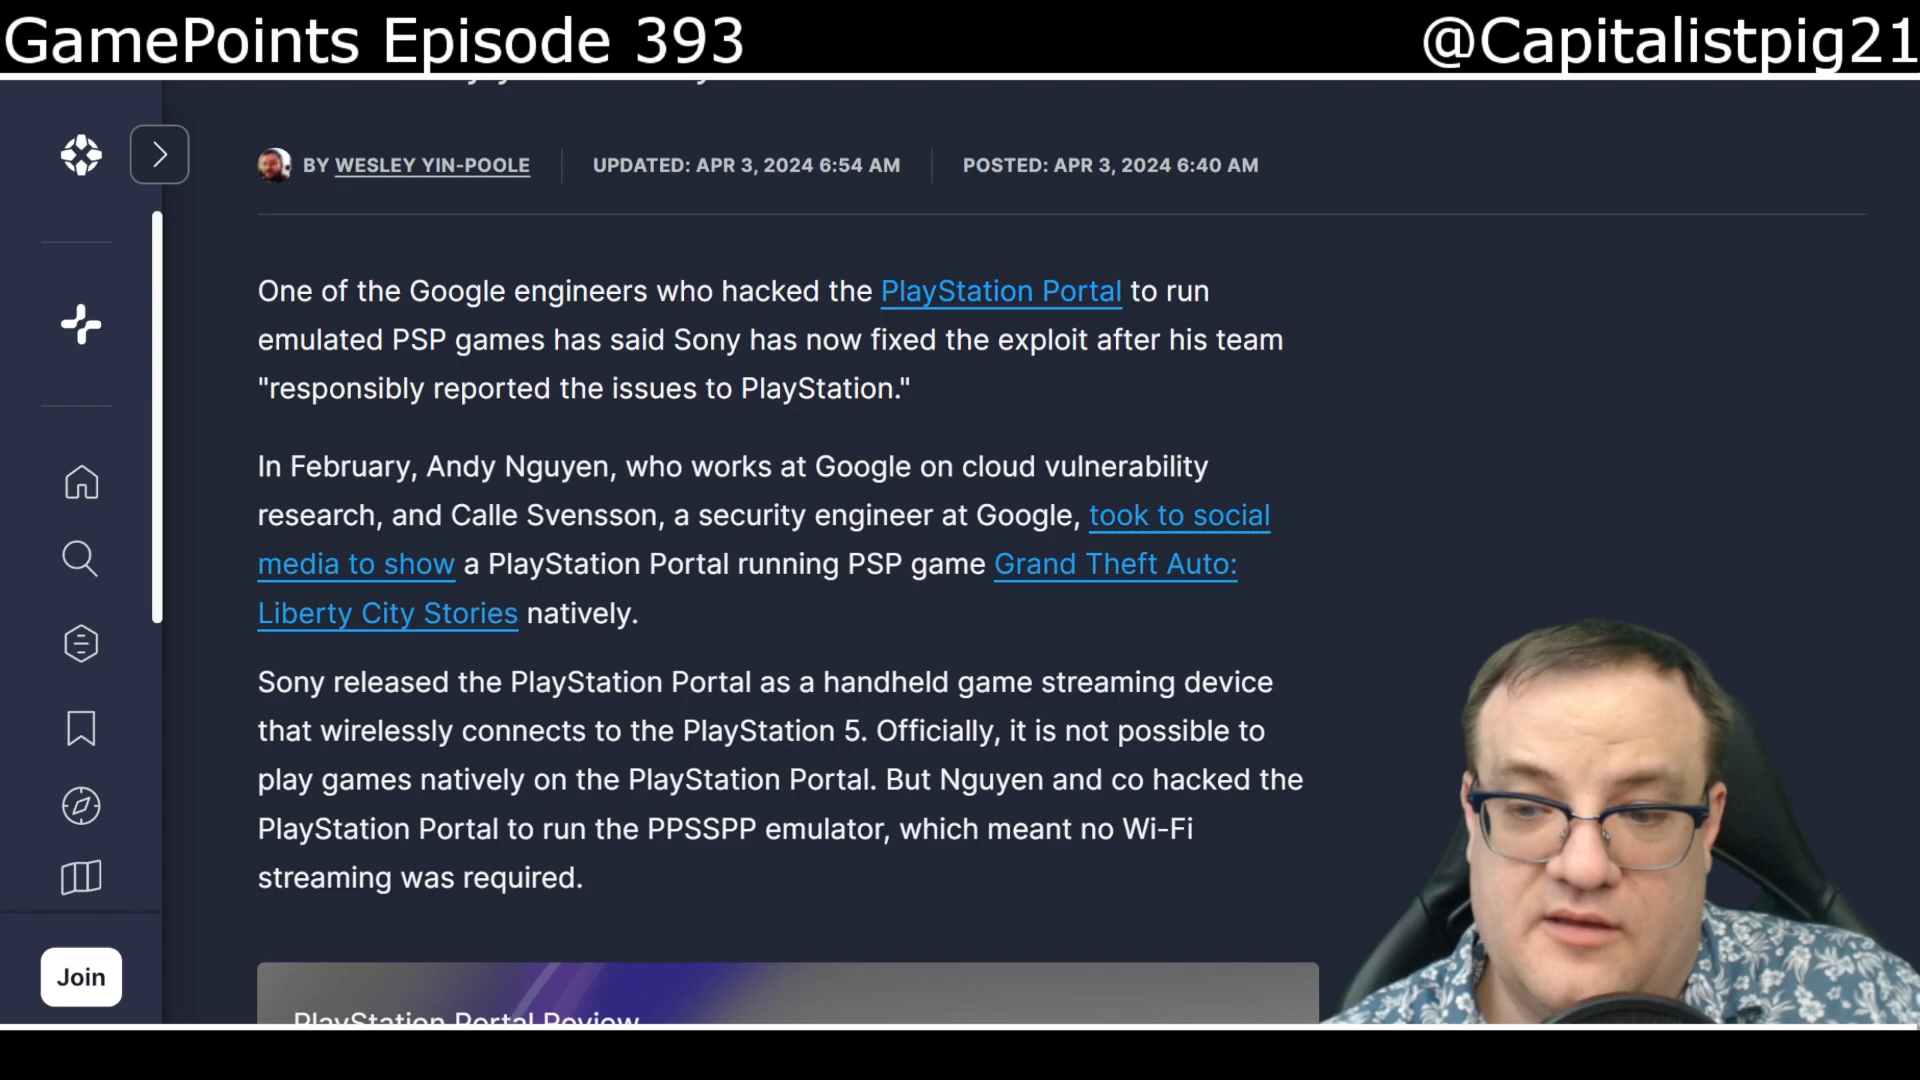 GamePoints Episode 393
@Capitalistpig21
BY WESLEY YIN-POOLE
UPDATED: APR 3, 2024 6:54 AM
POSTED: APR 3, 2024 6:40 AM
One of the Google engineers who hacked the PlayStation Portal to run
emulated PSP games has said Sony has now fixed the exploit after his team
"responsibly reported the issues to PlayStation."
In February, Andy Nguyen, who works at Google on cloud vulnerability
research, and Calle Svensson, a security engineer at Google, took to social
media to show a PlayStation Portal running PSP game Grand Theft Auto:
Liberty City Stories natively.
Sony released the PlayStation Portal as a handheld game streaming device
that wirelessly connects to the PlayStation 5. Officially, it is not possible to
play games natively on the PlayStation Portal. But Nguyen and co hacked the
PlayStation Portal to run the PPSSPP emulator, which meant no Wi-Fi
streaming was required.
Join
PlayStation Portal Review